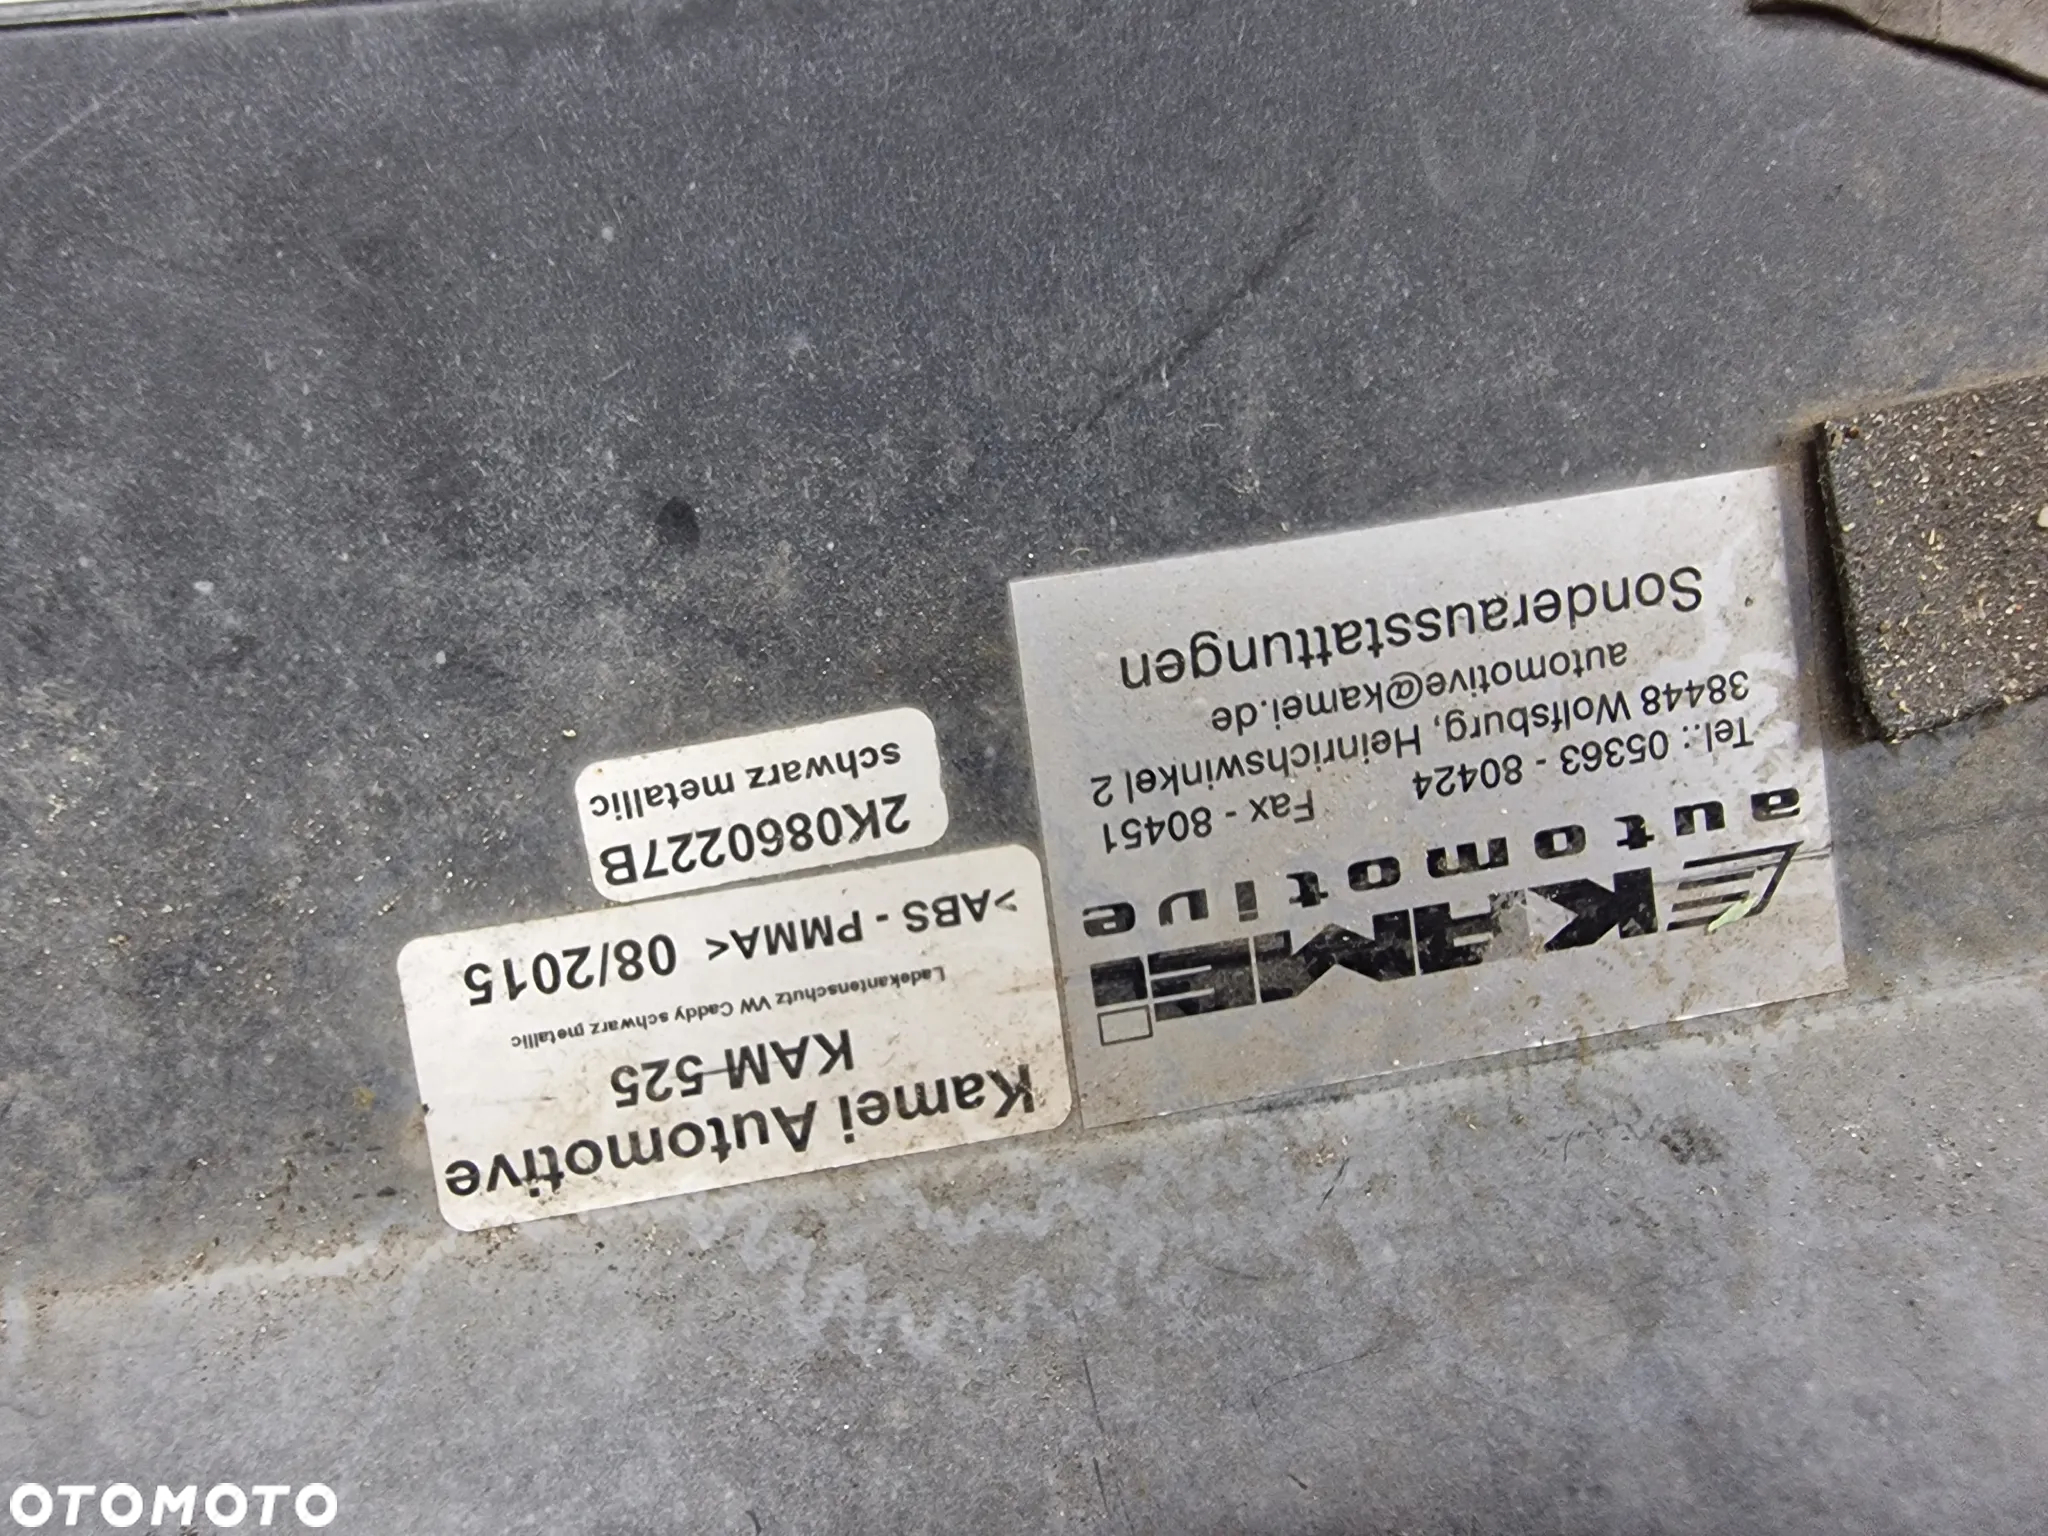 KAMEI
automotive
Tel.: 05363 - 80424 Fax - 80451
38448 Wolfsburg, Heinrichswinkel 2
automotive@kamei.de
Sonderausstattungen
Kamei Automotive
KAM-525
Ladekantenschutz VW Caddy schwarz metallic
>ABS - PMMA< 08/2015
2K0860227B
schwarz metallic
OTOMOTO